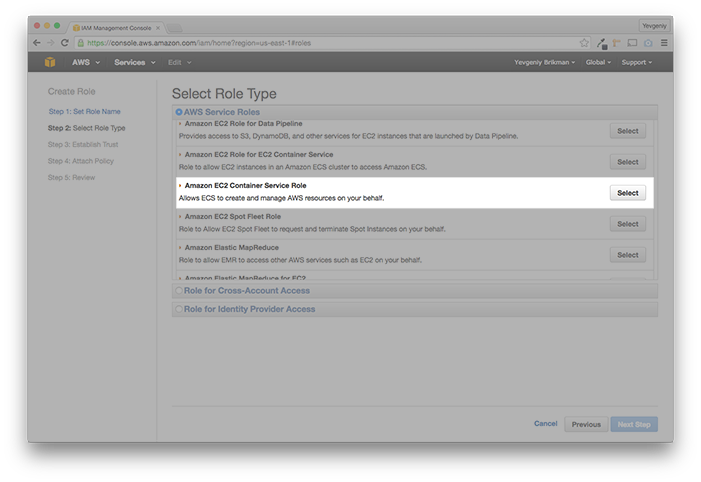 IAM Management Console
Yevgeniy
https://console.aws.amazon.com/iam/home?region=us-east-1#roles
AWS
Services
Edit
Yevgeniy Brikman
Global
Support
Create Role
Step 1: Set Role Name
Step 2: Select Role Type
Step 3: Establish Trust
Step 4: Attach Policy
Step 5: Review
Select Role Type
AWS Service Roles
Amazon EC2 Role for Data Pipeline
Provides access to S3, DynamoDB, and other services for EC2 instances that are launched by Data Pipeline.
Select
Amazon EC2 Role for EC2 Container Service
Role to allow EC2 instances in an Amazon ECS cluster to access Amazon ECS.
Select
Amazon EC2 Container Service Role
Allows ECS to create and manage AWS resources on your behalf.
Select
Amazon EC2 Spot Fleet Role
Role to Allow EC2 Spot Fleet to request and terminate Spot Instances on your behalf.
Select
Amazon Elastic MapReduce
Role to allow EMR to access other AWS services such as EC2 on your behalf.
Select
Amazon Elastic MapReduce for EC2
Role for Cross-Account Access
Role for Identity Provider Access
Cancel
Previous
Next Step